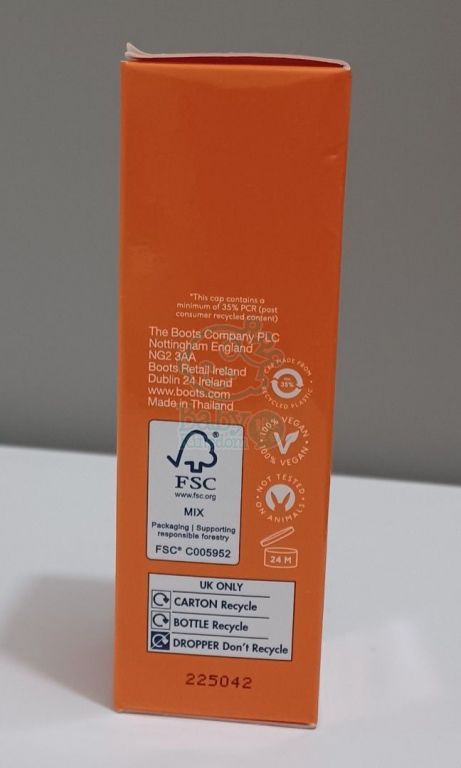 *This cap contains a
minimum of 35% PCR (post
consumer recycled content)
The Boots Company PLC
Nottingham England
NG2 3AA
Boots Retail Ireland
Dublin 24 Ireland
www.boots.com
Made in Thailand
CAP MADE FROM
35%
RECYCLED PLASTIC
100% VEGAN
100% VEGAN
NOT TESTED
ON ANIMALS
24 M
FSC
www.fsc.org
MIX
Packaging | Supporting
responsible forestry
FSC® C005952
UK ONLY
CARTON Recycle
BOTTLE Recycle
DROPPER Don't Recycle
225042
baby
kingdom